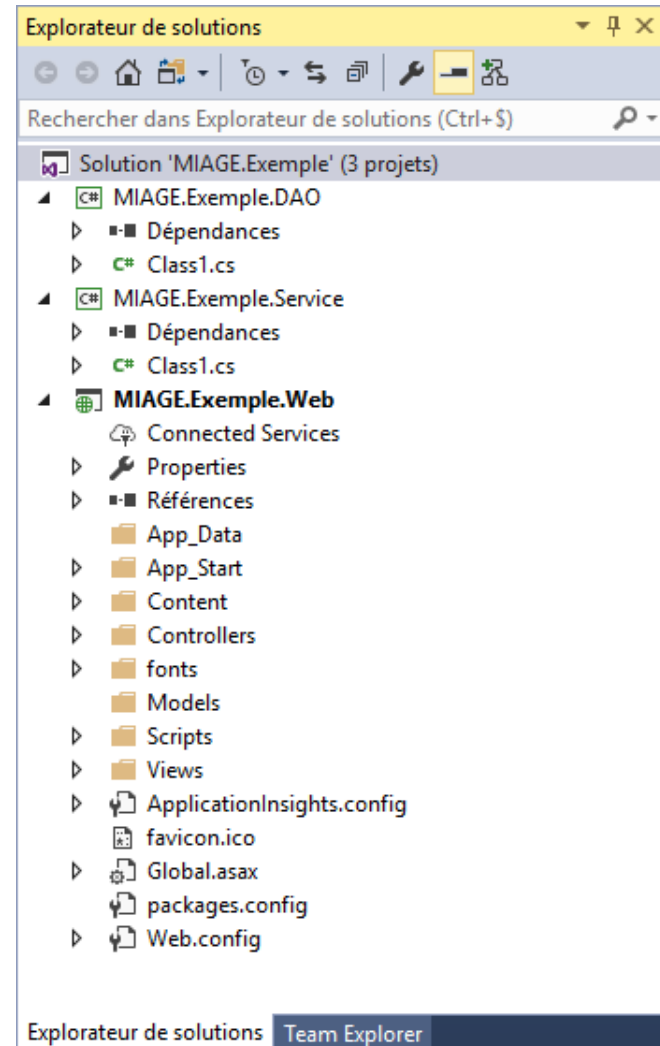 Explorateur de solutions
Rechercher dans Explorateur de solutions (Ctrl+$)
Solution 'MIAGE.Exemple' (3 projets)
C# MIAGE.Exemple.DAO
Dépendances
C# Class1.cs
C# MIAGE.Exemple.Service
Dépendances
C# Class1.cs
MIAGE.Exemple.Web
Connected Services
Properties
Références
App_Data
App_Start
Content
Controllers
fonts
Models
Scripts
Views
ApplicationInsights.config
favicon.ico
Global.asax
packages.config
Web.config
Explorateur de solutions Team Explorer